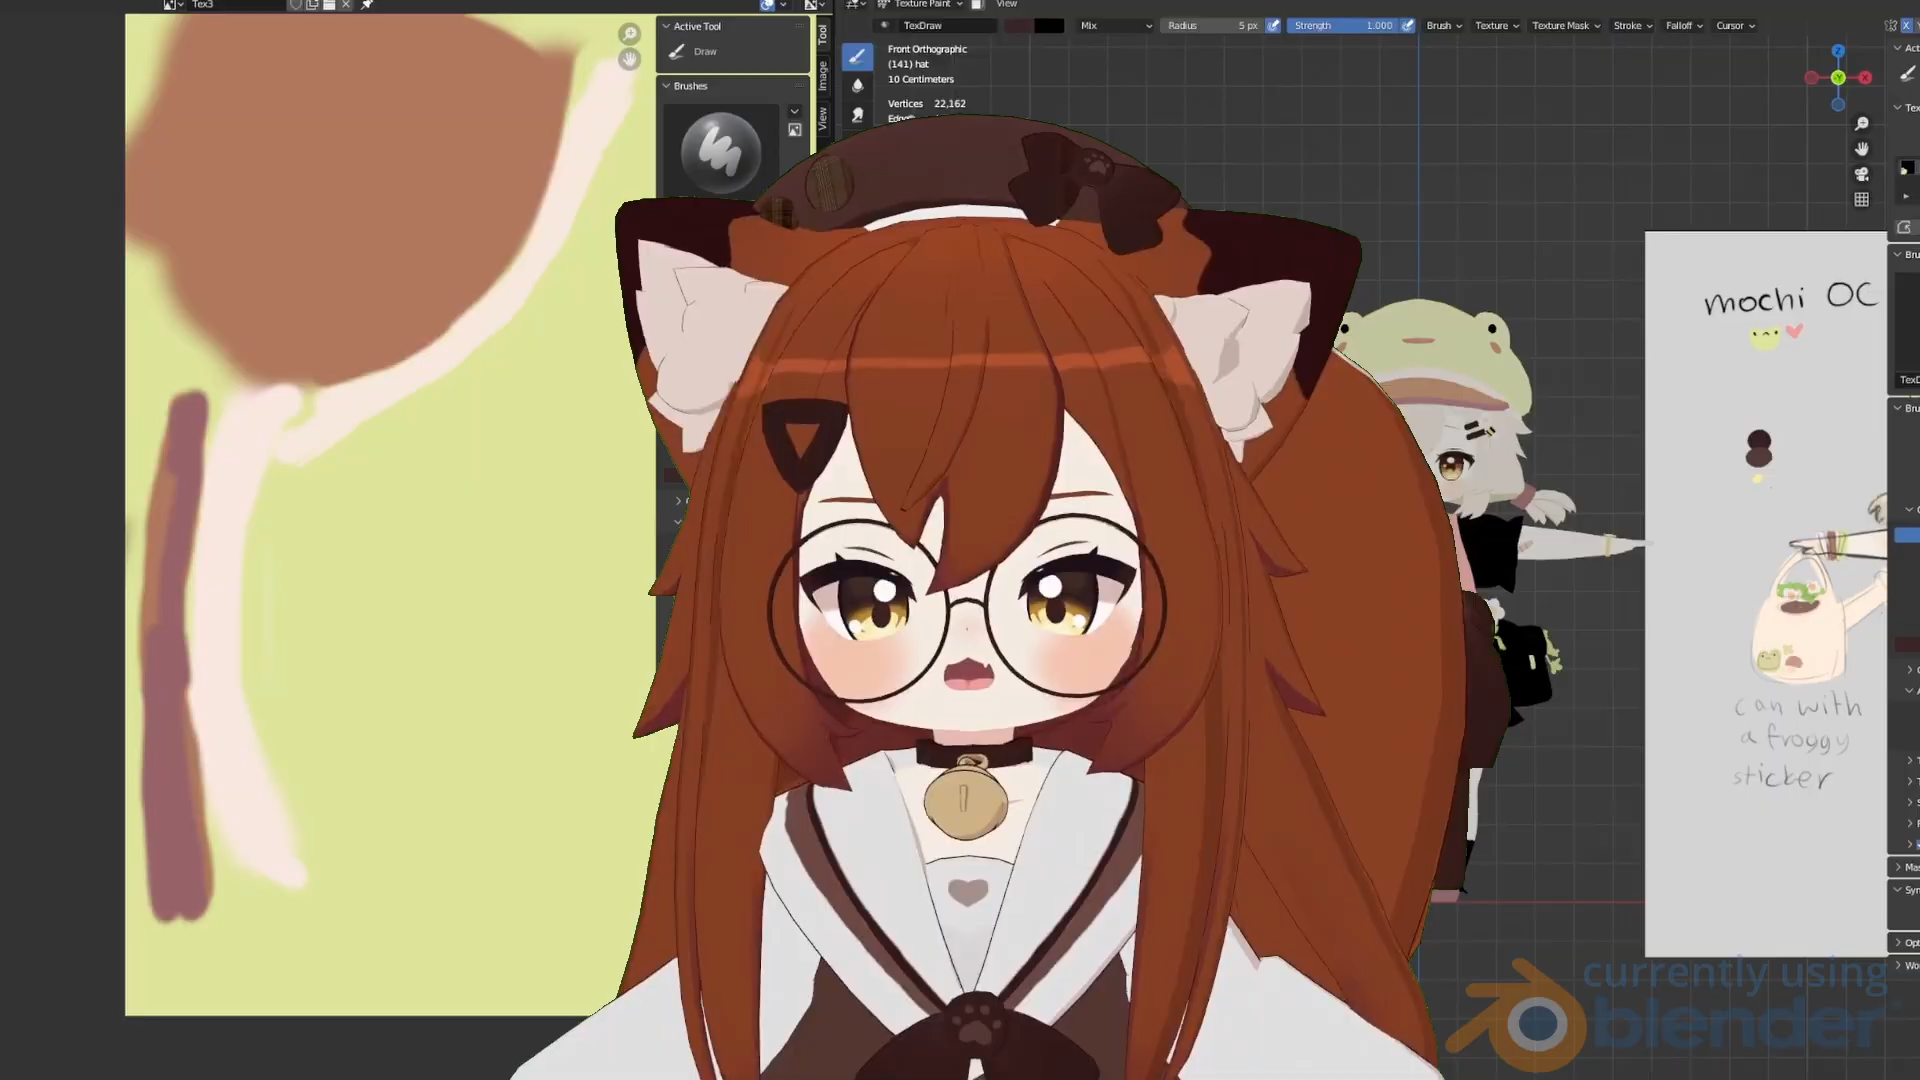 Tex3
Texture Paint
View
Active Tool
Draw
Brushes
Tool
Image
View
TexDraw
Mix
Radius 5 px
Strength 1.000
Brush
Texture
Texture Mask
Stroke
Falloff
Cursor
Front Orthographic
(141) hat
10 Centimeters
Vertices 22,162
mochi OC
can with
a froggy
sticker
currently using
blender